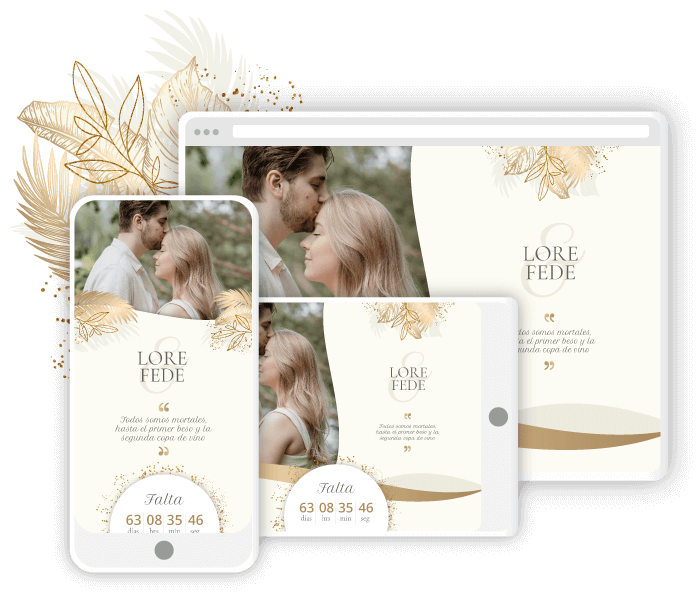 LORE
&
FEDE
“
Todos somos mortales,
hasta el primer beso y la
segunda copa de vino
”
Falta
63 08 35 46
días hrs min seg
LORE
&
FEDE
“
Todos somos mortales,
hasta el primer beso y la
segunda copa de vino
”
Falta
63 08 35 46
días hrs min seg
LORE
&
FEDE
“
odos somos mortales,
a el primer beso y la
unda copa de vino
”